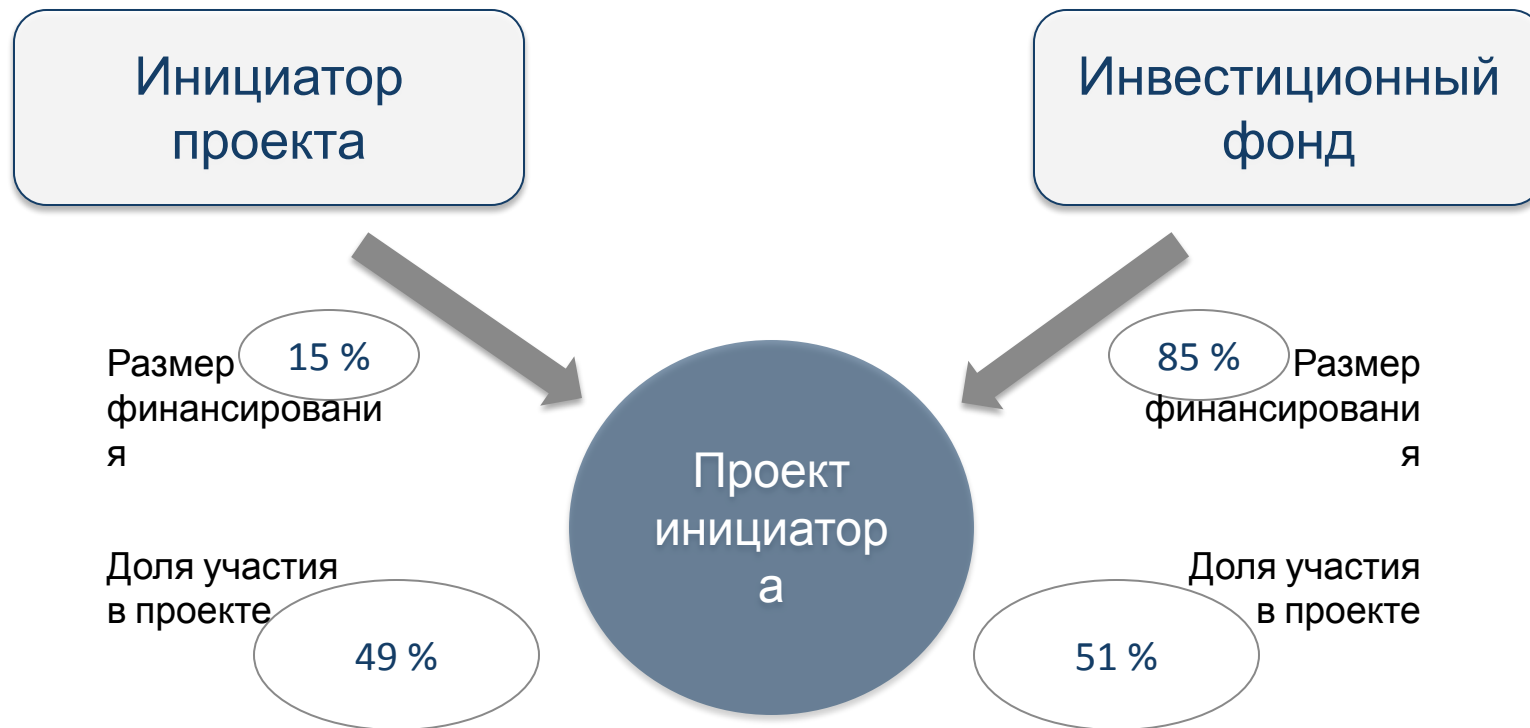 Инициатор
проекта
Инвестиционный
фонд
Размер
финансировани
я
15 %
85 %
Размер
финансировани
я
Проект
инициатор
а
Доля участия
в проекте
49 %
Доля участия
в проекте
51 %